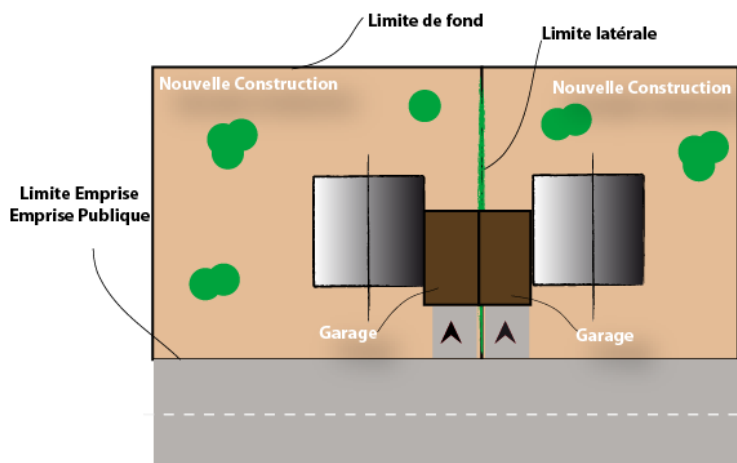 Limite de fond
Limite latérale
Nouvelle Construction
Nouvelle Construction
Limite Emprise
Emprise Publique
Garage
Garage